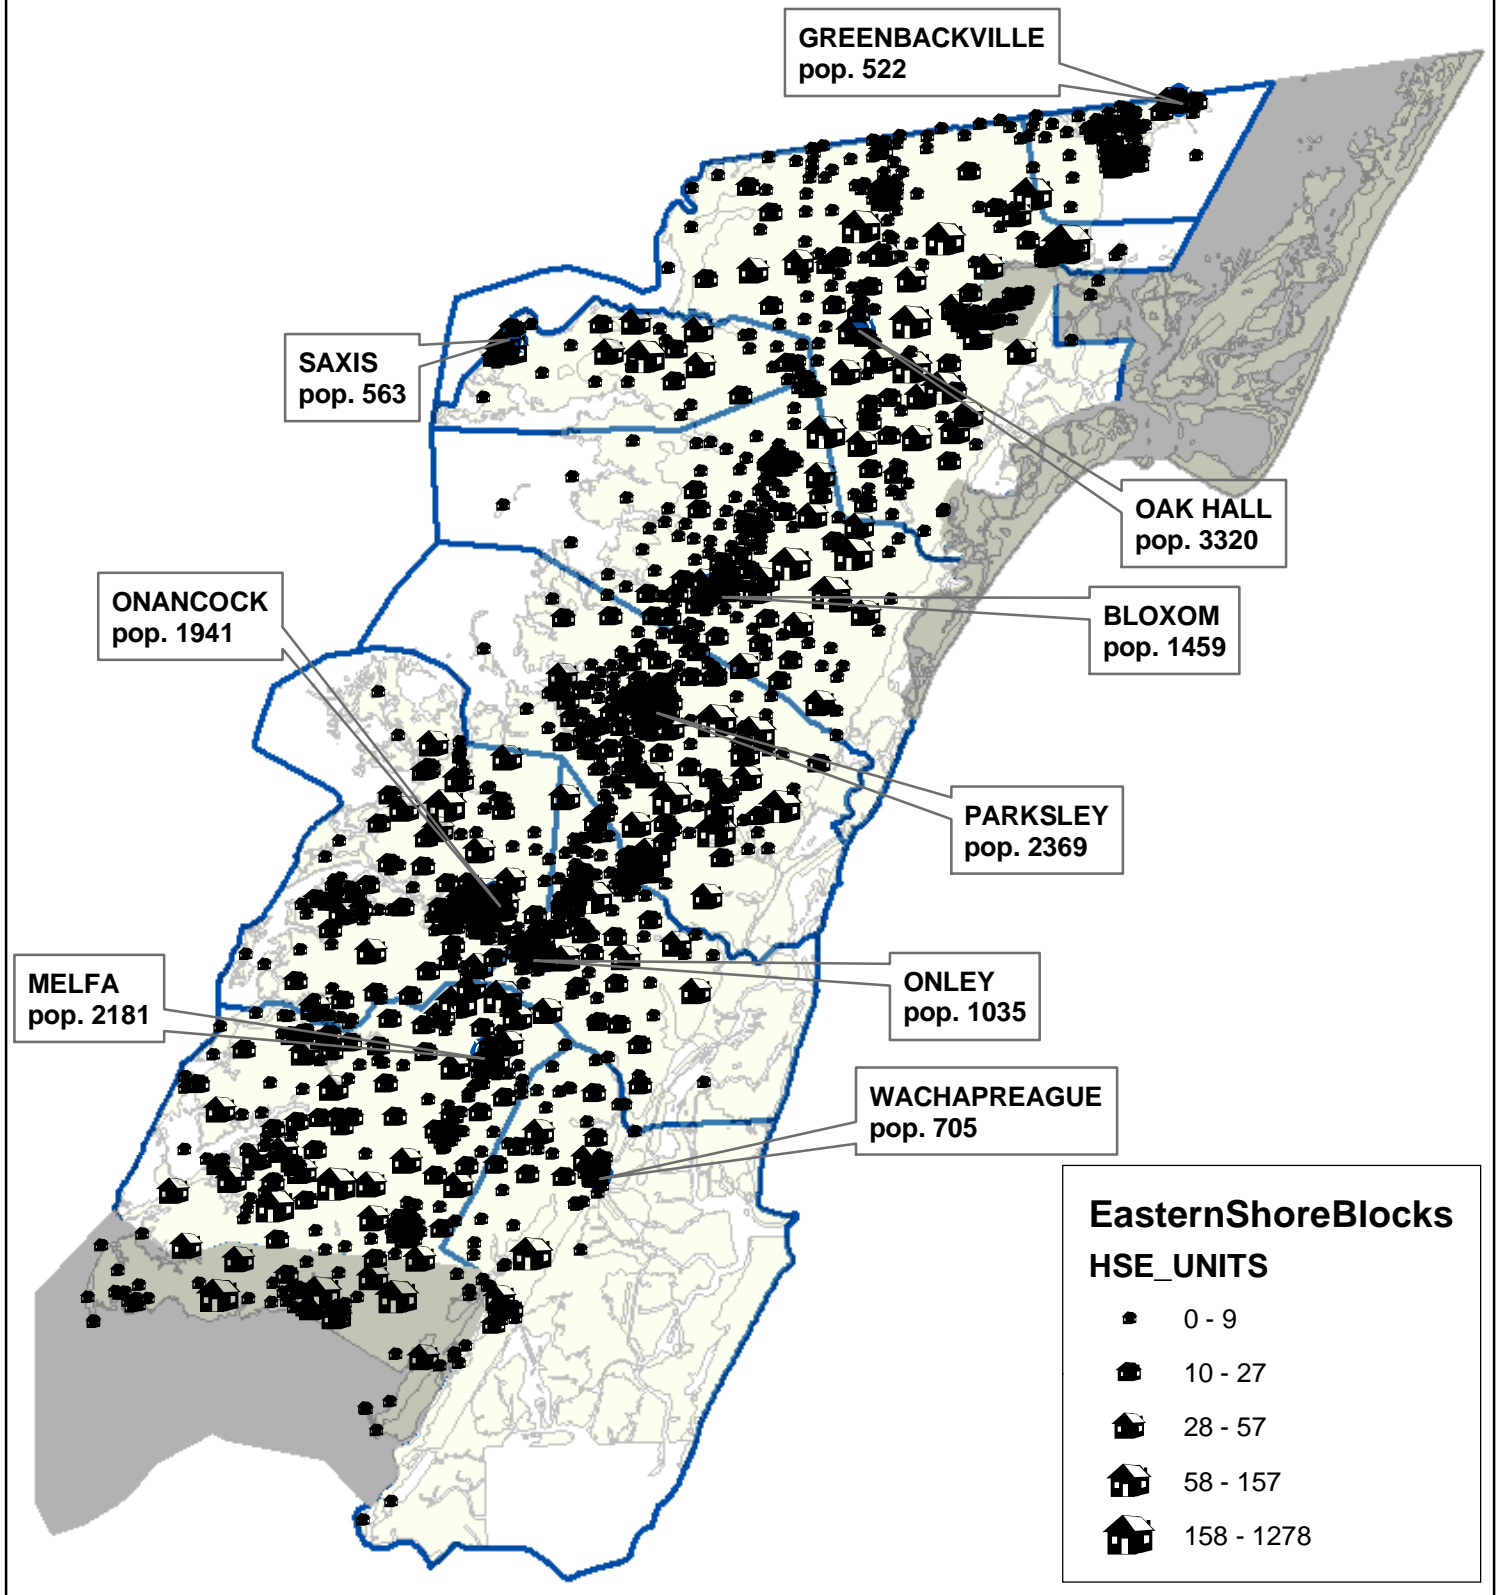 GREENBACKVILLE
pop. 522
SAXIS
pop. 563
OAK HALL
pop. 3320
ONANCOCK
pop. 1941
BLOXOM
pop. 1459
PARKSLEY
pop. 2369
MELFA
pop. 2181
ONLEY
pop. 1035
WACHAPREAGUE
pop. 705
EasternShoreBlocks
HSE_UNITS
0 - 9
10 - 27
28 - 57
58 - 157
158 - 1278